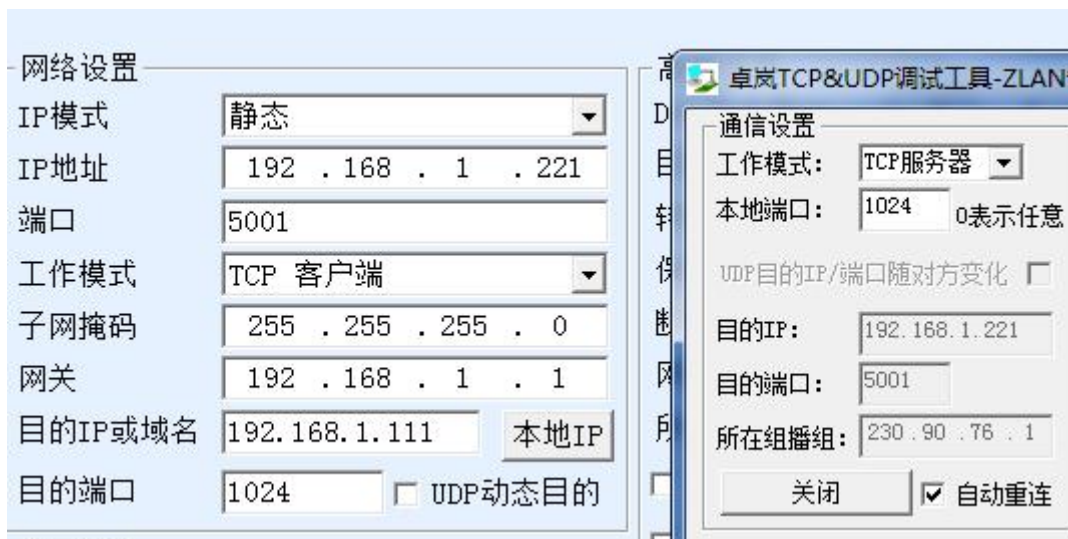 网络设置
IP模式 静态
IP地址 192 . 168 . 1 . 221
端口 5001
工作模式 TCP 客户端
子网掩码 255 . 255 . 255 . 0
网关 192 . 168 . 1 . 1
目的IP或域名 192.168.1.111 本地IP
目的端口 1024 UDP动态目的
卓岚TCP&UDP调试工具-ZLAN
通信设置
工作模式： TCP服务器
本地端口： 1024 0表示任意
UDP目的IP/端口随对方变化
目的IP： 192.168.1.221
目的端口： 5001
所在组播组： 230 .90 .76 . 1
关闭 自动重连